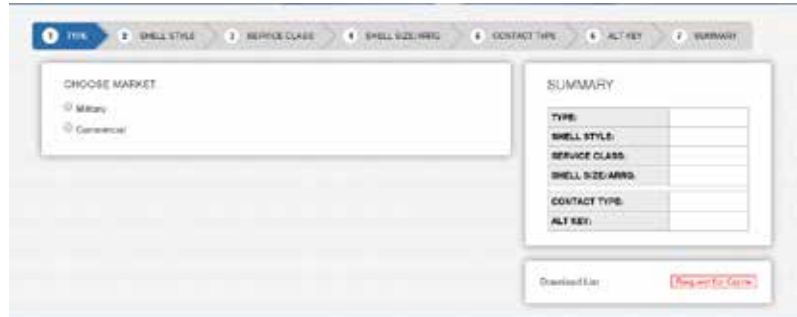 1 TYPE 2 SHELL STYLE 3 SERVICE CLASS 4 SHELL SIZE/ARRG 5 CONTACT TYPE 6 ALT KEY 7 SUMMARY
CHOOSE MARKET
Military
Commercial
SUMMARY
TYPE:
SHELL STYLE:
SERVICE CLASS:
SHELL SIZE/ARRG:
CONTACT TYPE:
ALT KEY:
Download List
Request for Quote